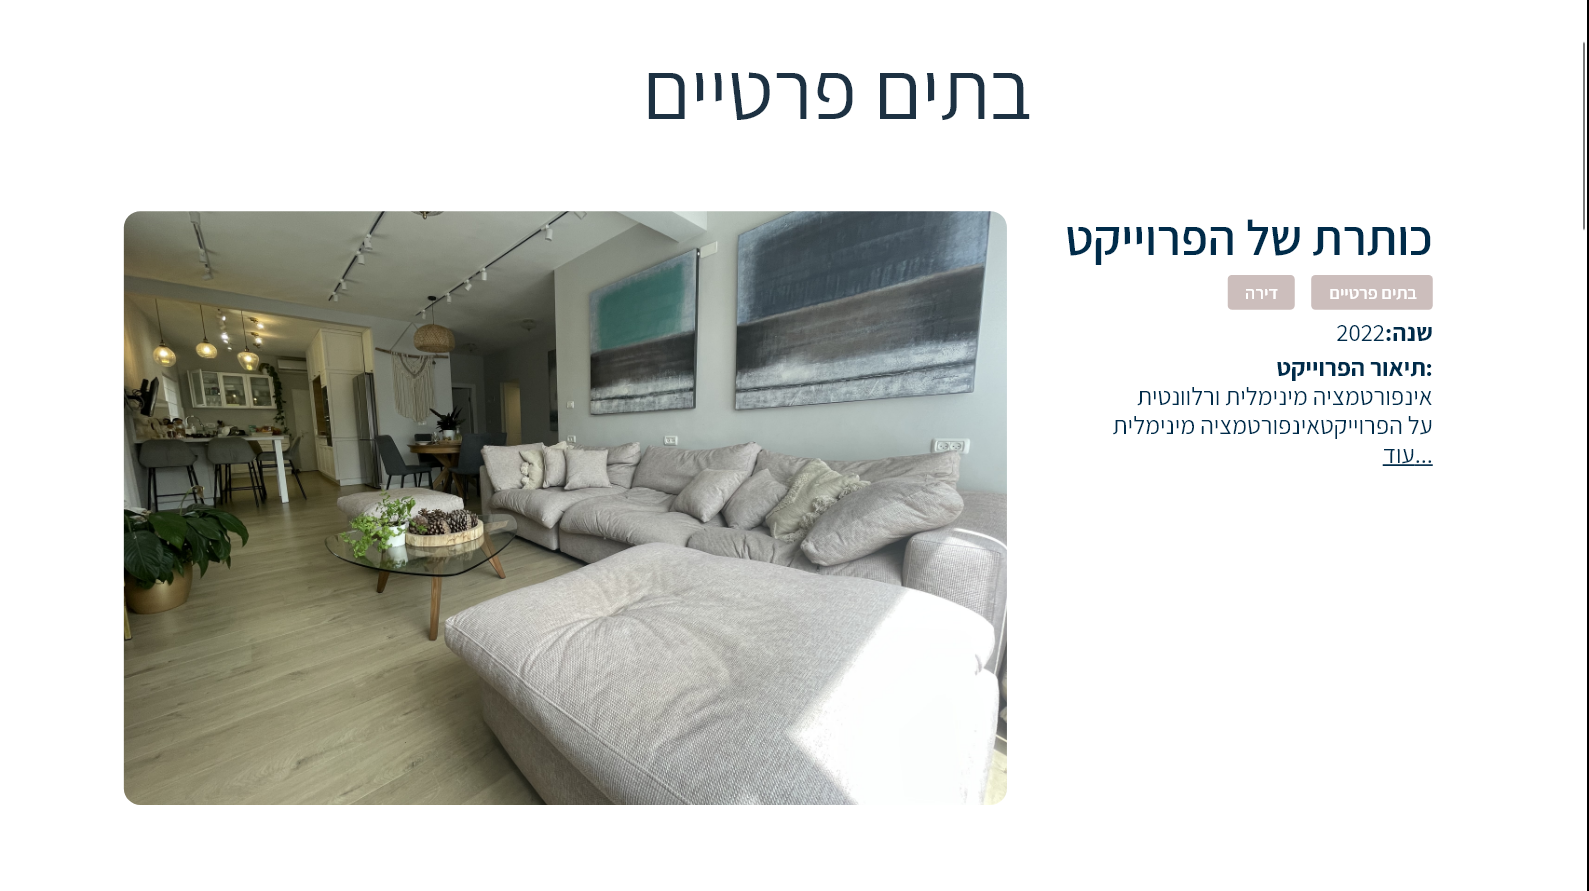 בתים פרטיים
כותרת של הפרוייקט
בתים פרטיים
דירה
שנה:2022
תיאור הפרוייקט:
אינפורטמציה מינימלית ורלוונטית
על הפרוייקטאינפורטמציה מינימלית
...עוד